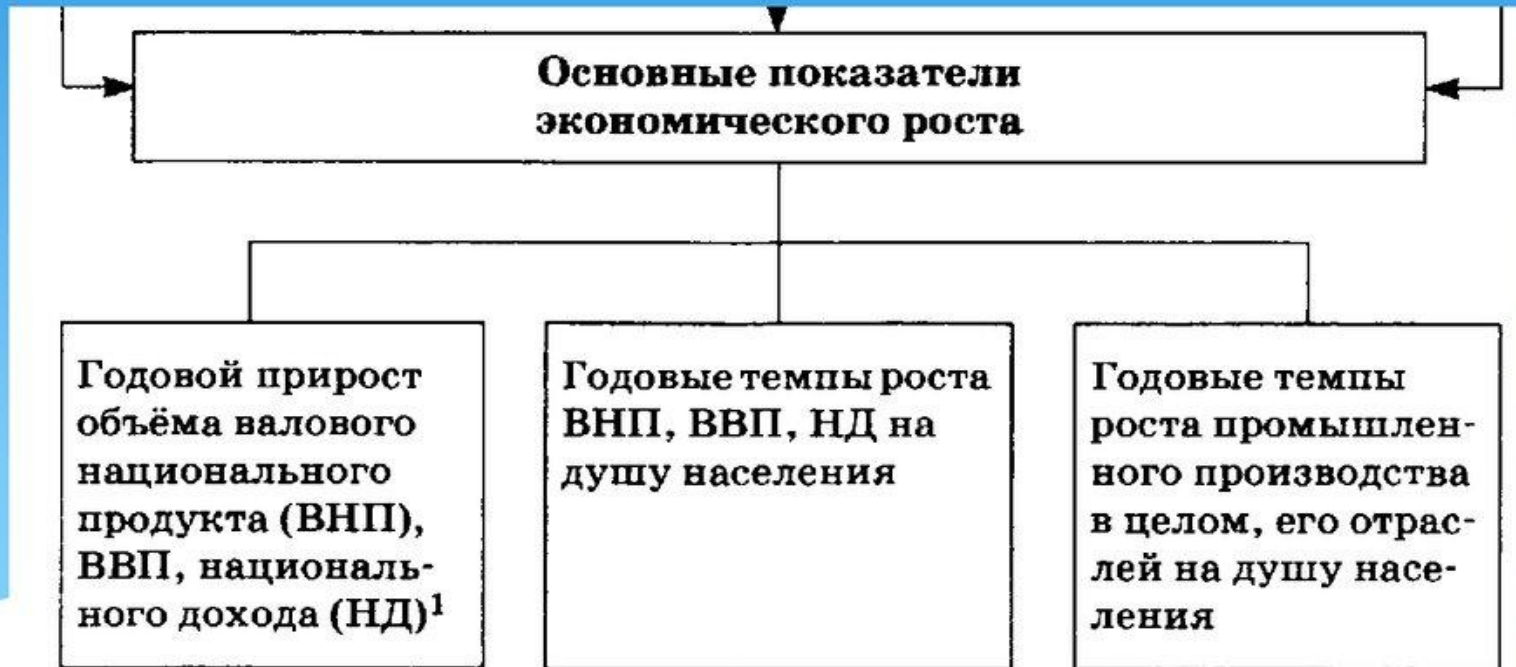 Основные показатели
экономического роста
Годовой прирост
объёма валового
национального
продукта (ВНП),
ВВП, националь-
ного дохода (НД)¹
Годовые темпы роста
ВНП, ВВП, НД на
душу населения
Годовые темпы
роста промышлен-
ного производства
в целом, его отрас-
лей на душу насе-
ления